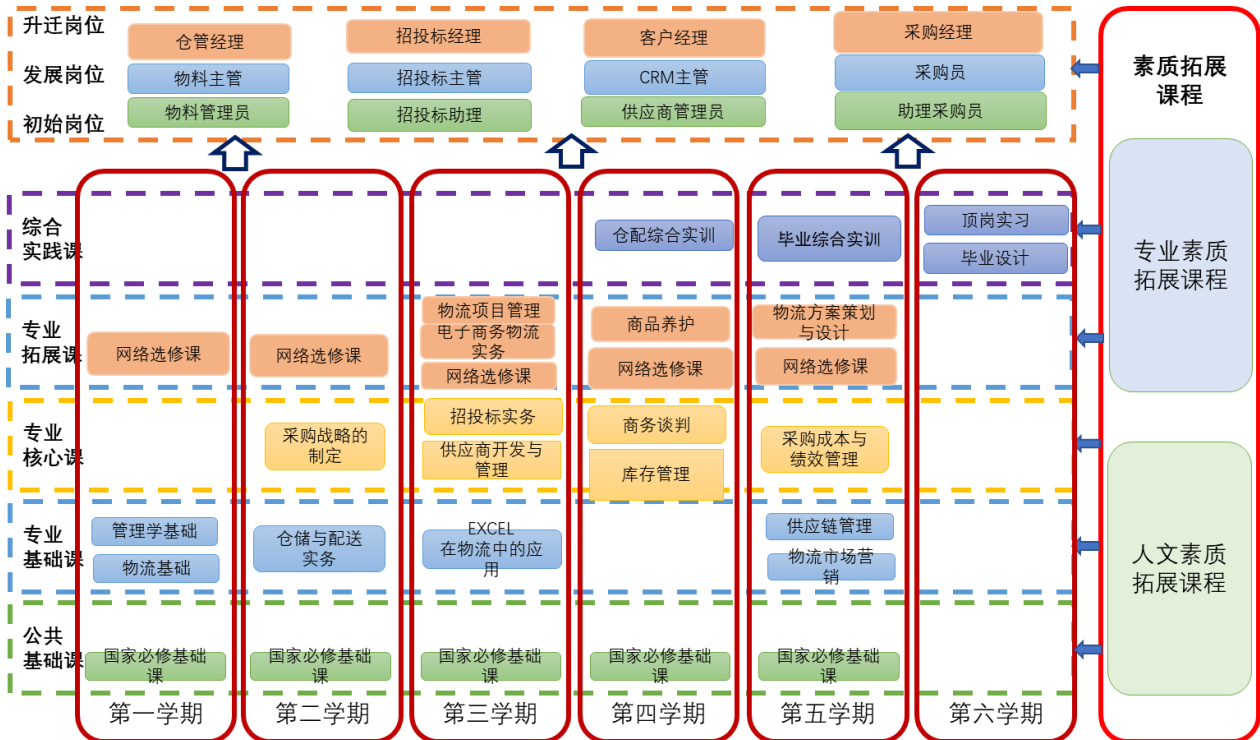 升迁岗位
仓管经理
招投标经理
客户经理
采购经理
发展岗位
物料主管
招投标主管
CRM主管
采购员
初始岗位
物料管理员
招投标助理
供应商管理员
助理采购员
素质拓展
课程
专业素质
拓展课程
人文素质
拓展课程
综合
实践课
仓配综合实训
毕业综合实训
顶岗实习
毕业设计
专业
拓展课
网络选修课
网络选修课
物流项目管理
电子商务物流
实务
网络选修课
商品养护
网络选修课
物流方案策划
与设计
网络选修课
专业
核心课
采购战略的
制定
招投标实务
供应商开发与
管理
商务谈判
库存管理
采购成本与
绩效管理
专业
基础课
管理学基础
物流基础
仓储与配送
实务
EXCEL
在物流中的应
用
供应链管理
物流市场营
销
公共
基础课
国家必修基础
课
国家必修基础
课
国家必修基础
课
国家必修基础
课
国家必修基础
课
第一学期
第二学期
第三学期
第四学期
第五学期
第六学期